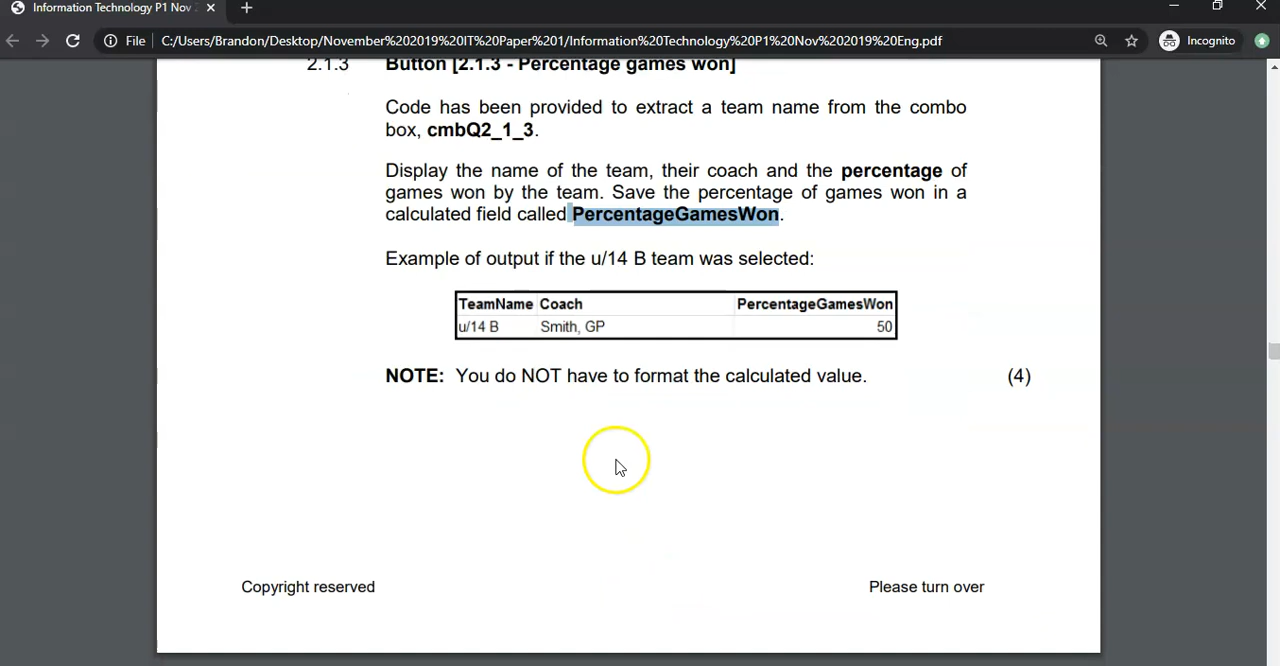 Information Technology P1 Nov 2
File C:/Users/Brandon/Desktop/November%202019%20IT%20Paper%201/Information%20Technology%20P1%20Nov%202019%20Eng.pdf
Incognito
2.1.3 Button [2.1.3 - Percentage games won]
Code has been provided to extract a team name from the combo
box, cmbQ2_1_3.
Display the name of the team, their coach and the percentage of
games won by the team. Save the percentage of games won in a
calculated field called PercentageGamesWon.
Example of output if the u/14 B team was selected:
TeamName Coach PercentageGamesWon
u/14 B Smith, GP 50
NOTE: You do NOT have to format the calculated value. (4)
Copyright reserved Please turn over